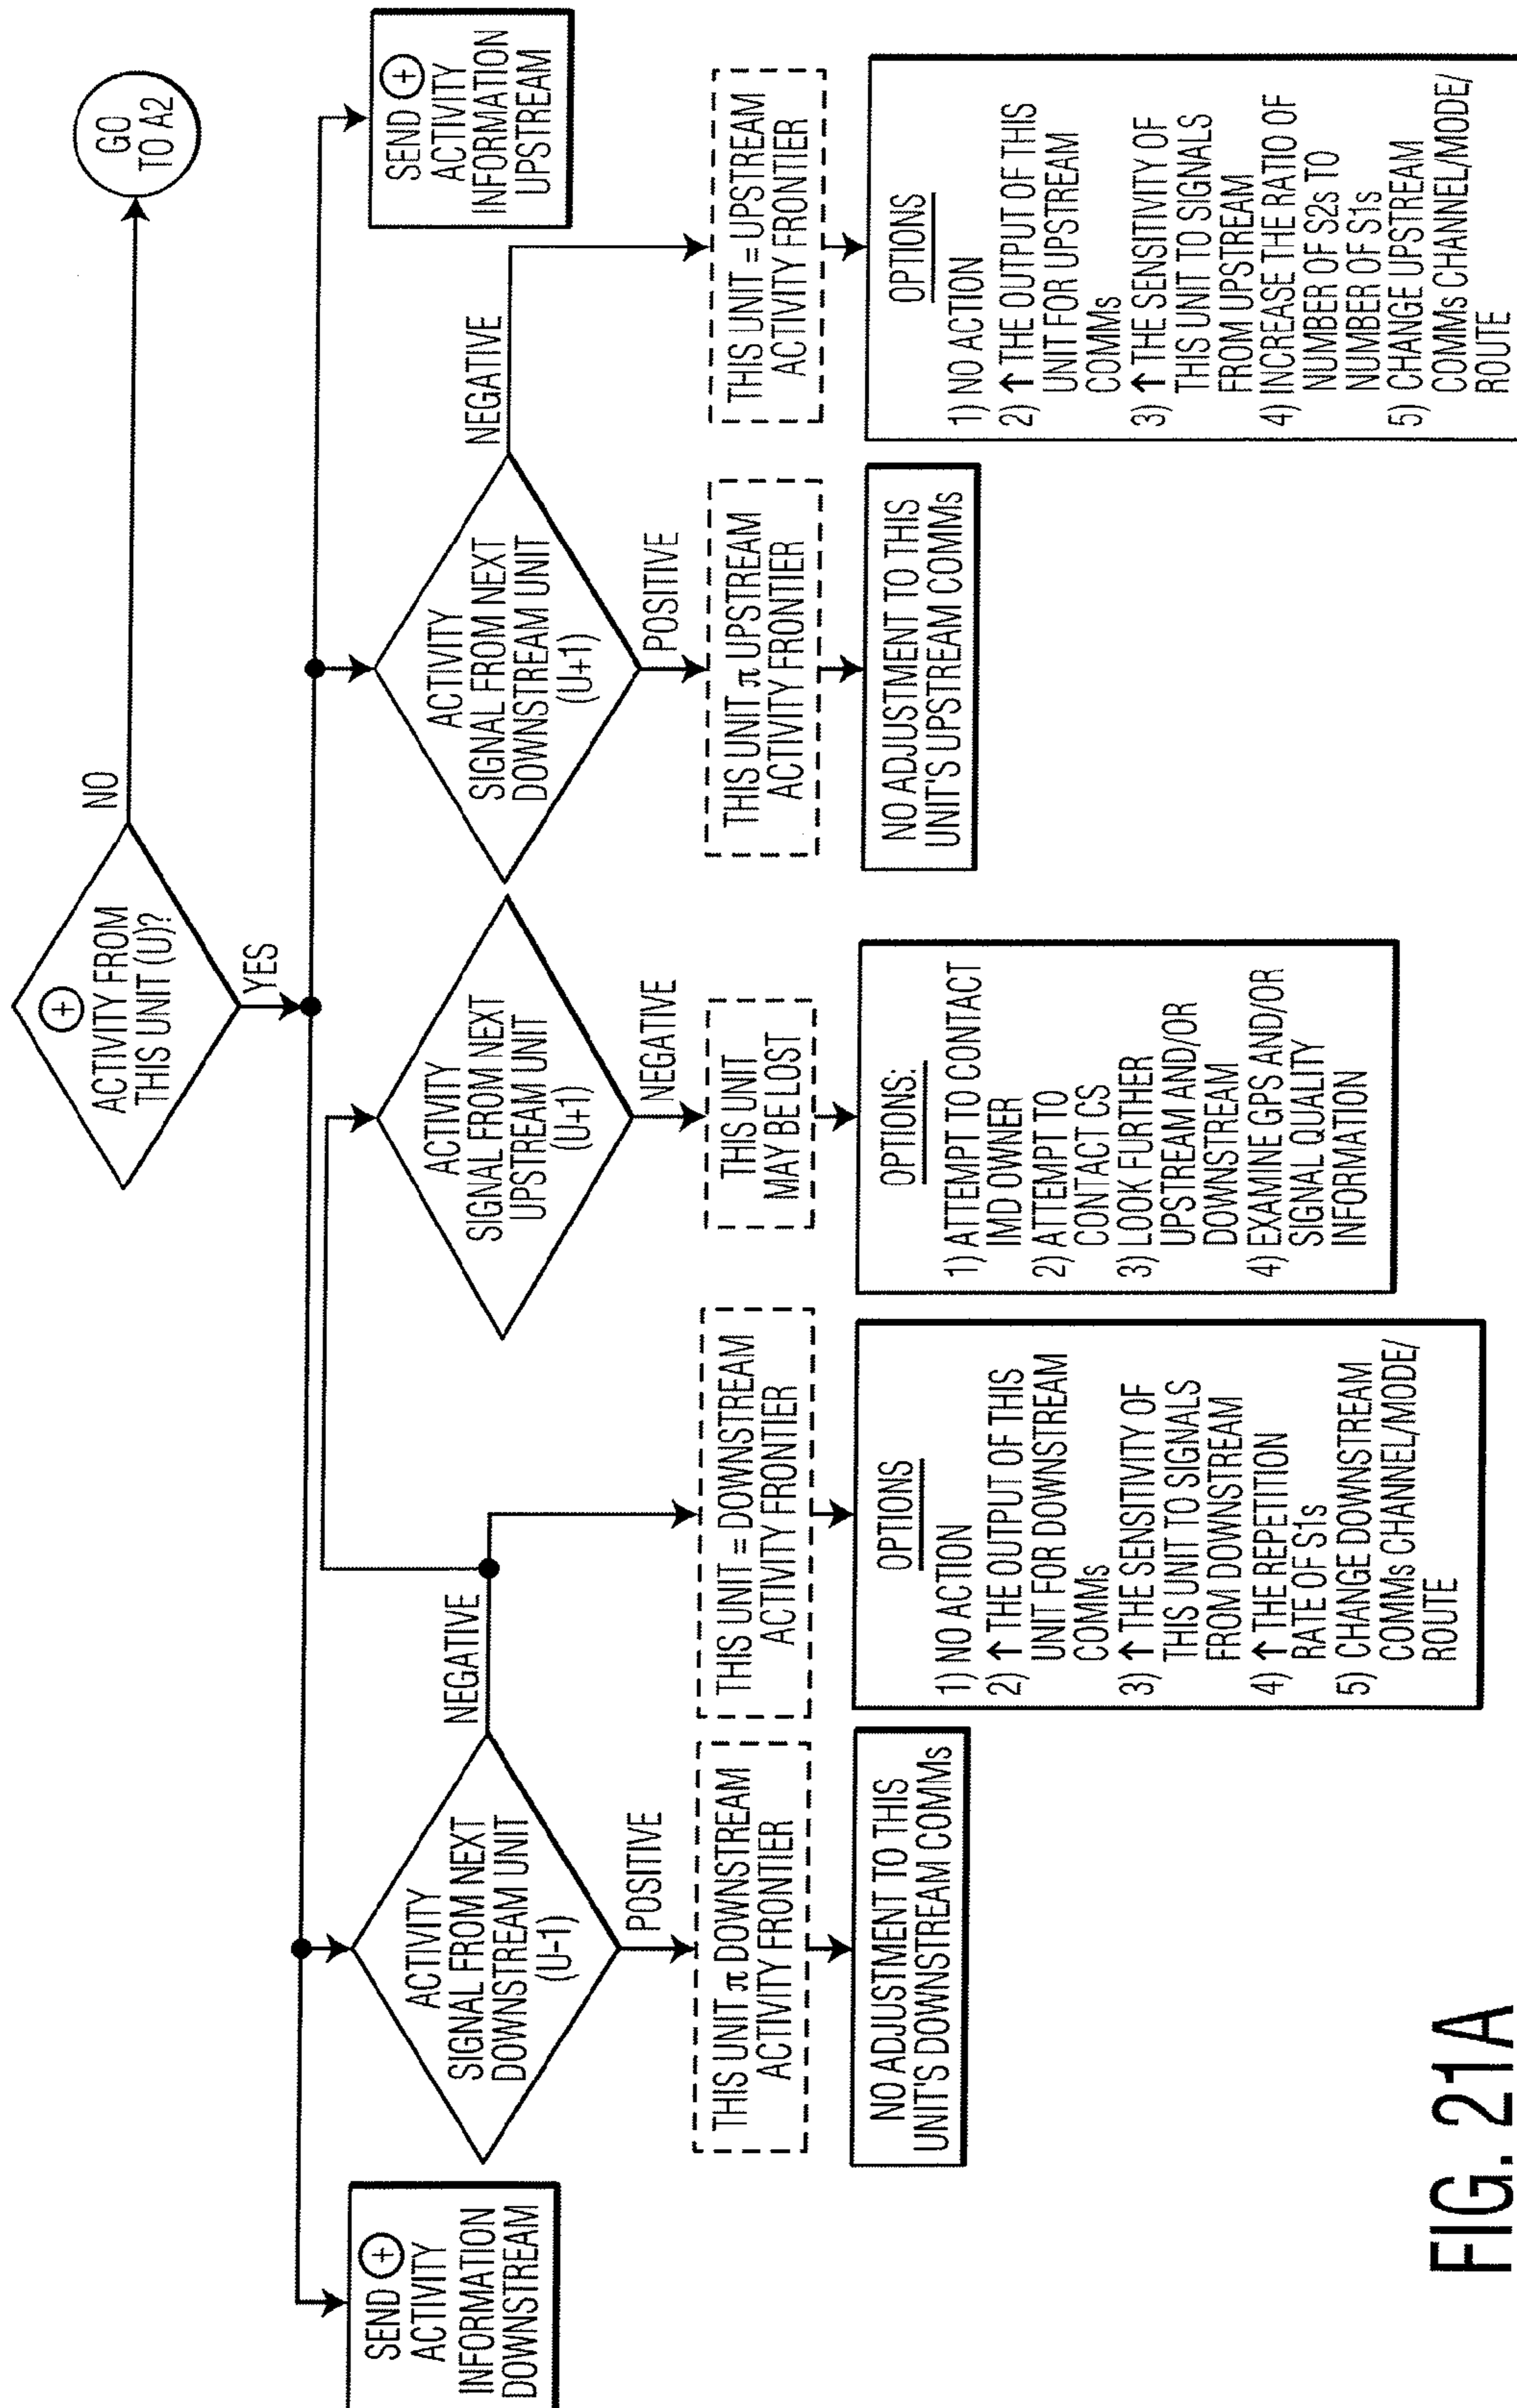 ⊕
ACTIVITY FROM
THIS UNIT (U)?
NO
GO
TO A2
YES
SEND ⊕
ACTIVITY
INFORMATION
DOWNSTREAM
ACTIVITY
SIGNAL FROM NEXT
DOWNSTREAM UNIT
(U-1)
NEGATIVE
POSITIVE
THIS UNIT π DOWNSTREAM
ACTIVITY FRONTIER
NO ADJUSTMENT TO THIS
UNIT'S DOWNSTREAM COMMs
THIS UNIT = DOWNSTREAM
ACTIVITY FRONTIER
OPTIONS
1) NO ACTION
2) ↑ THE OUTPUT OF THIS
UNIT FOR DOWNSTREAM
COMMs
3) ↑ THE SENSITIVITY OF
THIS UNIT TO SIGNALS
FROM DOWNSTREAM
4) ↑ THE REPETITION
RATE OF S1s
5) CHANGE DOWNSTREAM
COMMs CHANNEL/MODE/
ROUTE
ACTIVITY
SIGNAL FROM NEXT
UPSTREAM UNIT
(U+1)
NEGATIVE
THIS UNIT
MAY BE LOST
OPTIONS:
1) ATTEMPT TO CONTACT
IMD OWNER
2) ATTEMPT TO
CONTACT CS
3) LOOK FURTHER
UPSTREAM AND/OR
DOWNSTREAM
4) EXAMINE GPS AND/OR
SIGNAL QUALITY
INFORMATION
ACTIVITY
SIGNAL FROM NEXT
DOWNSTREAM UNIT
(U+1)
NEGATIVE
POSITIVE
THIS UNIT π UPSTREAM
ACTIVITY FRONTIER
NO ADJUSTMENT TO THIS
UNIT'S UPSTREAM COMMs
THIS UNIT = UPSTREAM
ACTIVITY FRONTIER
OPTIONS
1) NO ACTION
2) ↑ THE OUTPUT OF THIS
UNIT FOR UPSTREAM
COMMs
3) ↑ THE SENSITIVITY OF
THIS UNIT TO SIGNALS
FROM UPSTREAM
4) INCREASE THE RATIO OF
NUMBER OF S2s TO
NUMBER OF S1s
5) CHANGE UPSTREAM
COMMs CHANNEL/MODE/
ROUTE
SEND ⊕
ACTIVITY
INFORMATION
UPSTREAM
FIG. 21A